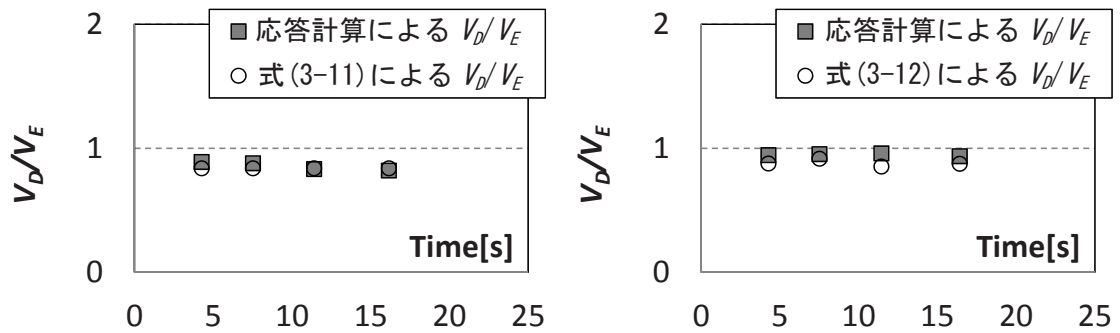 2
応答計算による V_D/V_E
式(3-11)による V_D/V_E
1
V_D/V_E
Time[s]
0
0 5 10 15 20 25
2
応答計算による V_D/V_E
式(3-12)による V_D/V_E
1
V_D/V_E
Time[s]
0
0 5 10 15 20 25